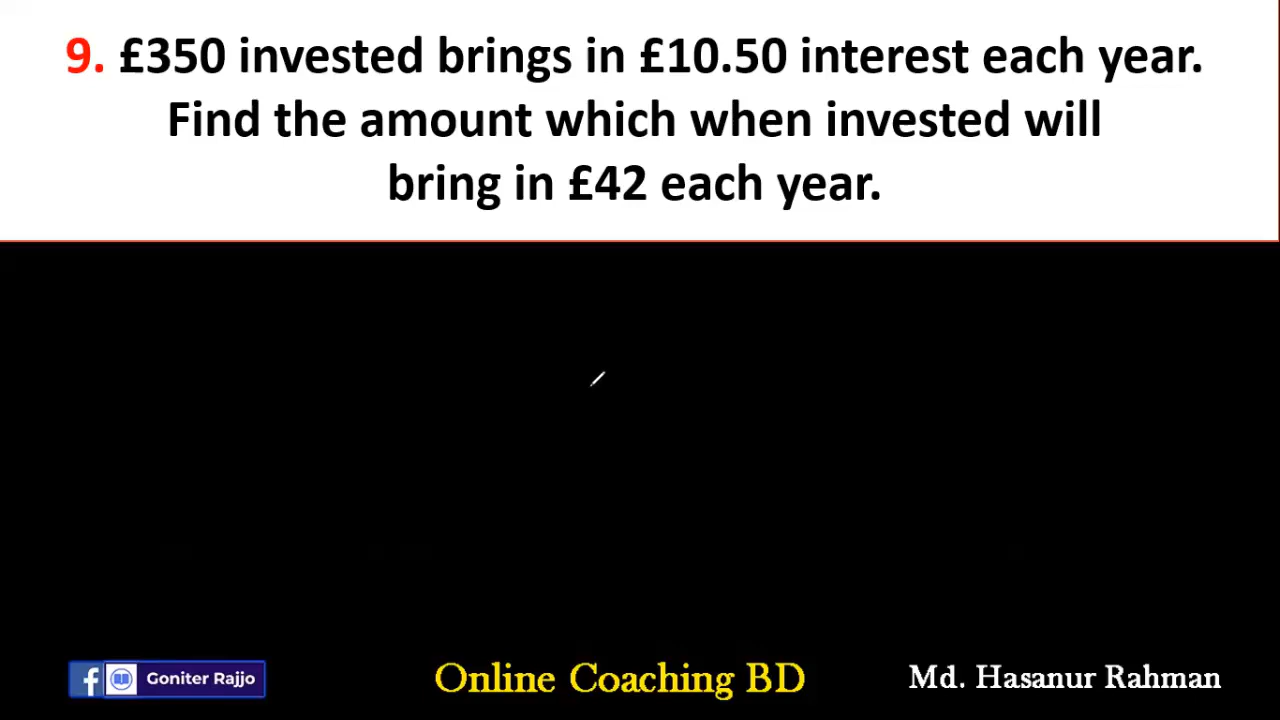 9. £350 invested brings in £10.50 interest each year.
Find the amount which when invested will
bring in £42 each year.
f Goniter Rajjo
Online Coaching BD
Md. Hasanur Rahman